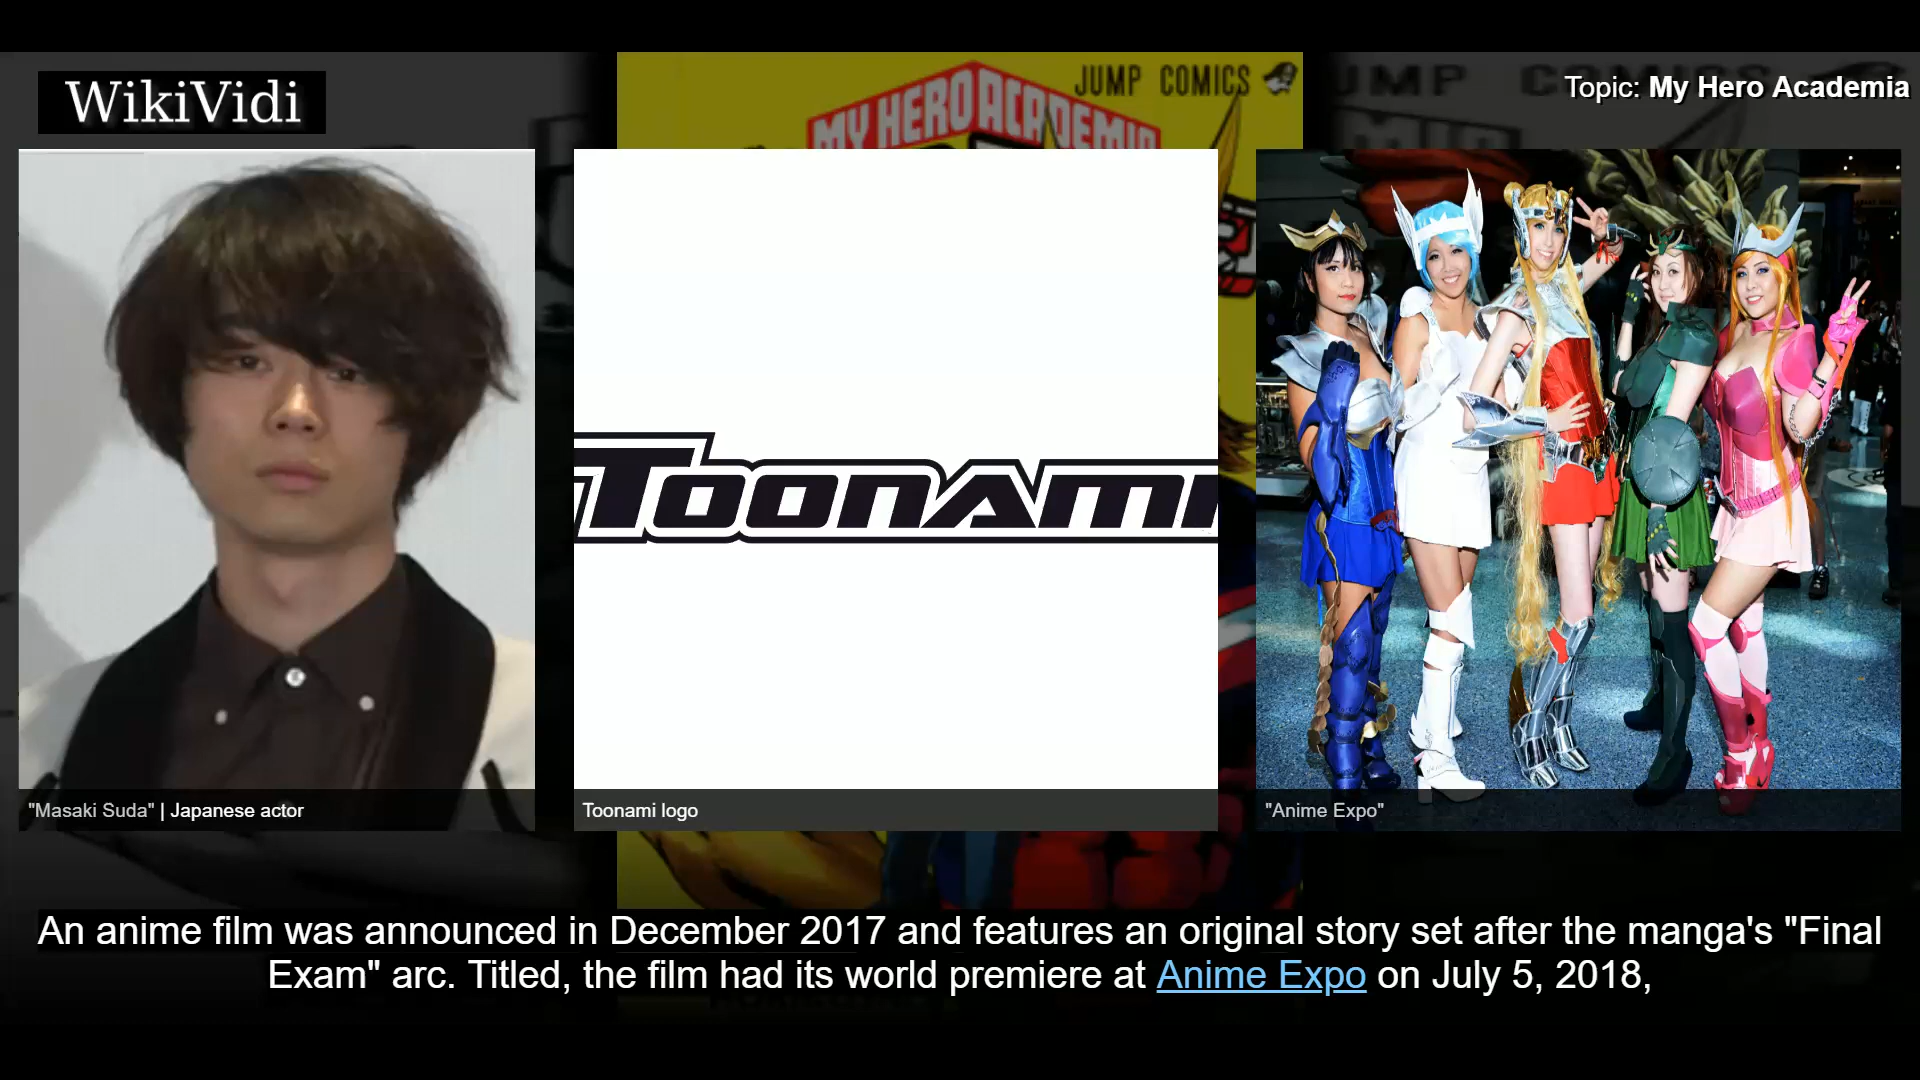 WikiVidi
JUMP COMICS
Topic: My Hero Academia
MY HERO ACADEMIA
TOONAMI
"Masaki Suda" | Japanese actor
Toonami logo
"Anime Expo"
An anime film was announced in December 2017 and features an original story set after the manga's "Final
Exam" arc. Titled, the film had its world premiere at Anime Expo on July 5, 2018,